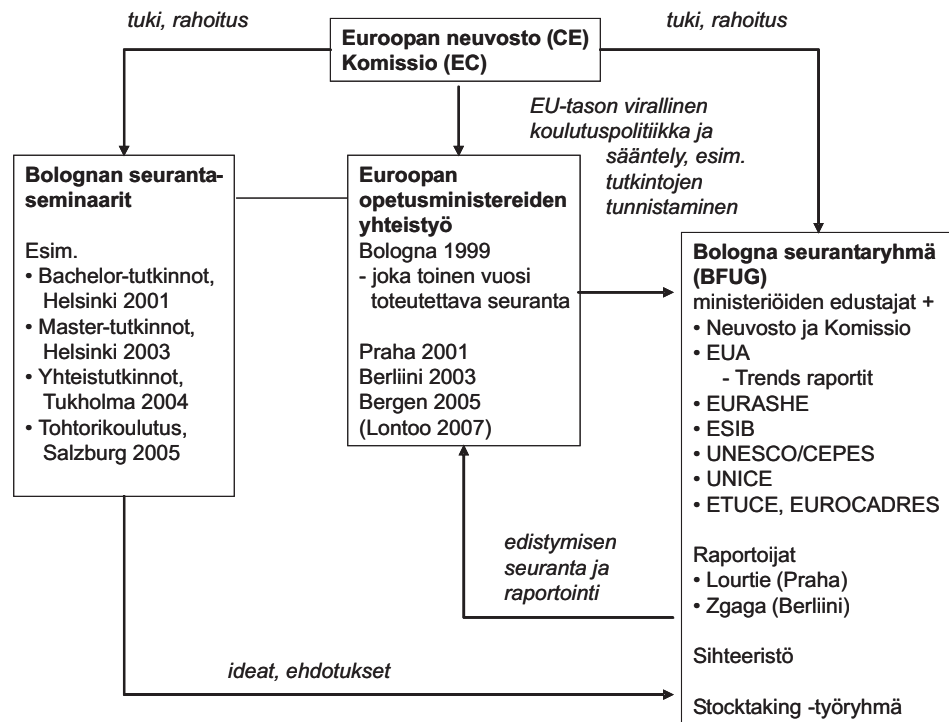 tuki, rahoitus
tuki, rahoitus
Euroopan neuvosto (CE)
Komissio (EC)
EU-tason virallinen
koulutuspolitiikka ja
sääntely, esim.
tutkintojen
tunnistaminen
Bolognan seuranta-
seminaarit
Esim.
• Bachelor-tutkinnot,
Helsinki 2001
• Master-tutkinnot,
Helsinki 2003
• Yhteistutkinnot,
Tukholma 2004
• Tohtorikoulutus,
Salzburg 2005
Euroopan
opetusministereiden
yhteistyö
Bologna 1999
- joka toinen vuosi
toteutettava seuranta
Praha 2001
Berliini 2003
Bergen 2005
(Lontoo 2007)
Bologna seurantaryhmä
(BFUG)
ministeriöiden edustajat +
• Neuvosto ja Komissio
• EUA
- Trends raportit
• EURASHE
• ESIB
• UNESCO/CEPES
• UNICE
• ETUCE, EUROCADRES
Raportoijat
• Lourtie (Praha)
• Zgaga (Berliini)
Sihteeristö
Stocktaking -työryhmä
edistymisen
seuranta ja
raportointi
ideat, ehdotukset